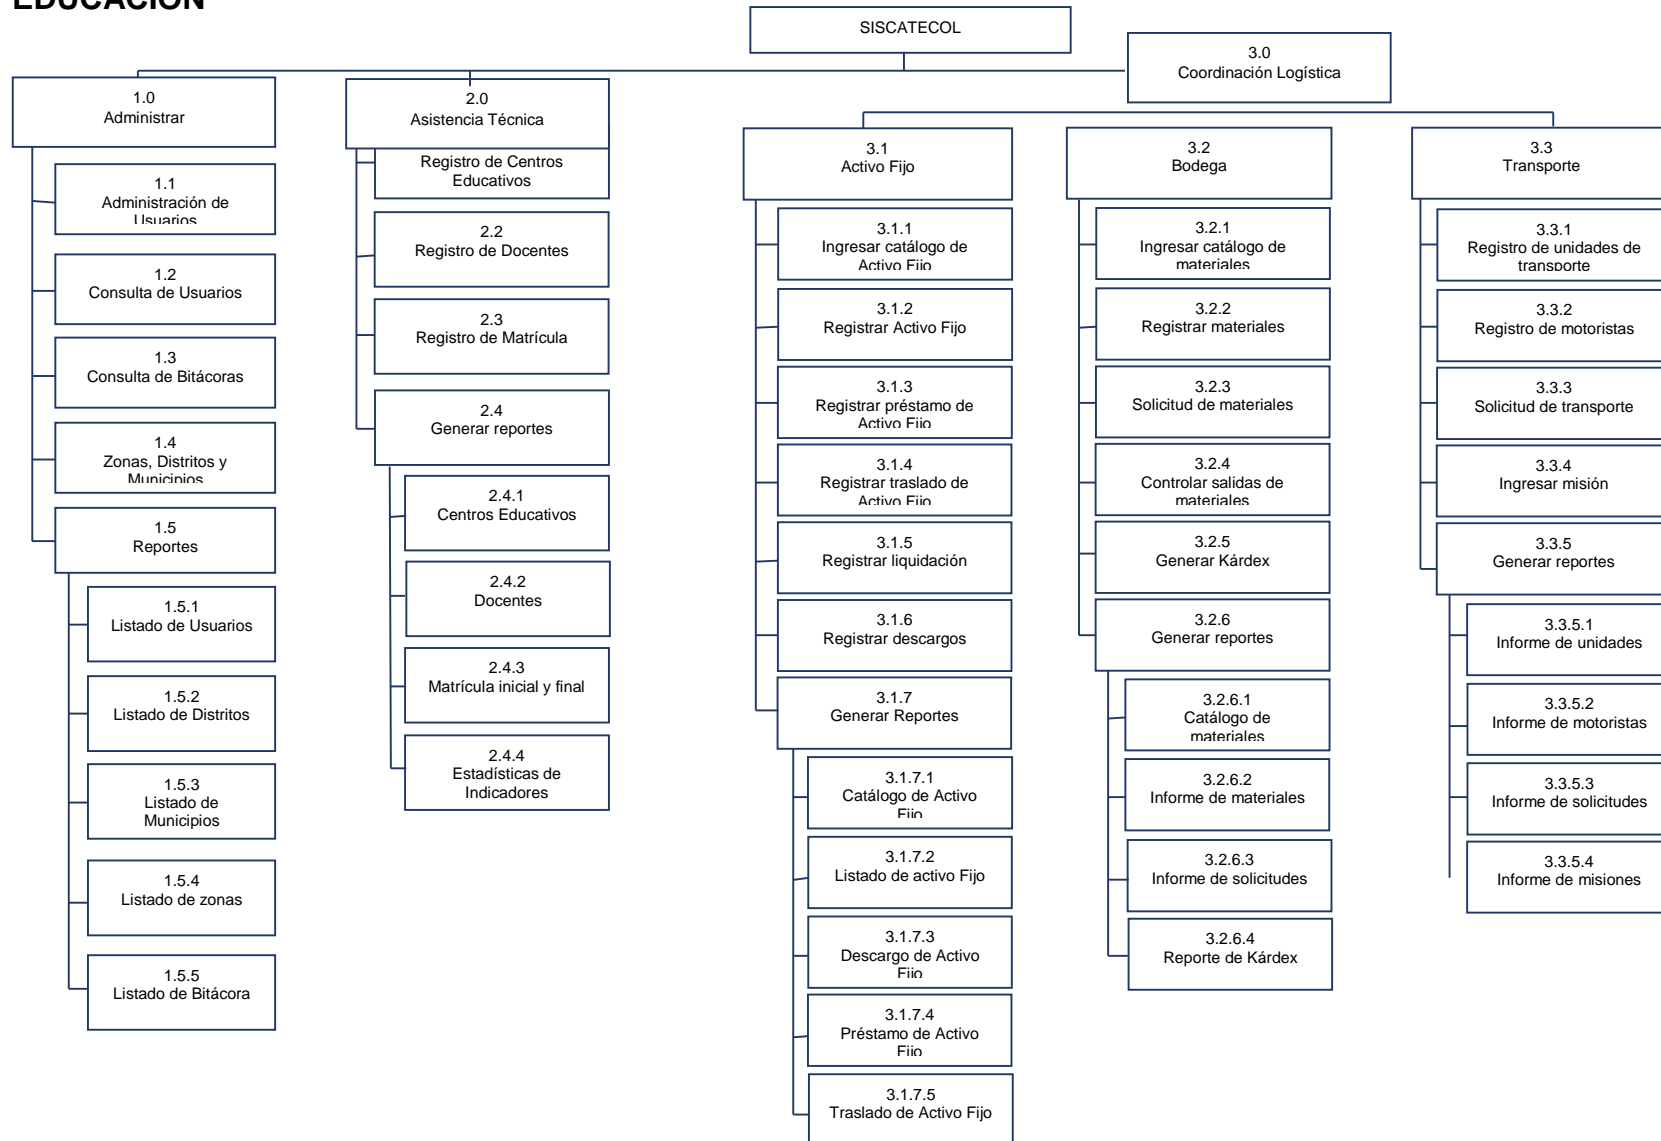 EDUCACIÓN
SISCATECOL
3.0
Coordinación Logística
1.0
Administrar
1.1
Administración de
Usuarios
1.2
Consulta de Usuarios
1.3
Consulta de Bitácoras
1.4
Zonas, Distritos y
Municipios
1.5
Reportes
1.5.1
Listado de Usuarios
1.5.2
Listado de Distritos
1.5.3
Listado de
Municipios
1.5.4
Listado de zonas
1.5.5
Listado de Bitácora
2.0
Asistencia Técnica
Registro de Centros
Educativos
2.2
Registro de Docentes
2.3
Registro de Matrícula
2.4
Generar reportes
2.4.1
Centros Educativos
2.4.2
Docentes
2.4.3
Matrícula inicial y final
2.4.4
Estadísticas de
Indicadores
3.1
Activo Fijo
3.1.1
Ingresar catálogo de
Activo Fijo
3.1.2
Registrar Activo Fijo
3.1.3
Registrar préstamo de
Activo Fijo
3.1.4
Registrar traslado de
Activo Fijo
3.1.5
Registrar liquidación
3.1.6
Registrar descargos
3.1.7
Generar Reportes
3.1.7.1
Catálogo de Activo
Fijo
3.1.7.2
Listado de activo Fijo
3.1.7.3
Descargo de Activo
Fijo
3.1.7.4
Préstamo de Activo
Fijo
3.1.7.5
Traslado de Activo Fijo
3.2
Bodega
3.2.1
Ingresar catálogo de
materiales
3.2.2
Registrar materiales
3.2.3
Solicitud de materiales
3.2.4
Controlar salidas de
materiales
3.2.5
Generar Kárdex
3.2.6
Generar reportes
3.2.6.1
Catálogo de
materiales
3.2.6.2
Informe de materiales
3.2.6.3
Informe de solicitudes
3.2.6.4
Reporte de Kárdex
3.3
Transporte
3.3.1
Registro de unidades de
transporte
3.3.2
Registro de motoristas
3.3.3
Solicitud de transporte
3.3.4
Ingresar misión
3.3.5
Generar reportes
3.3.5.1
Informe de unidades
3.3.5.2
Informe de motoristas
3.3.5.3
Informe de solicitudes
3.3.5.4
Informe de misiones